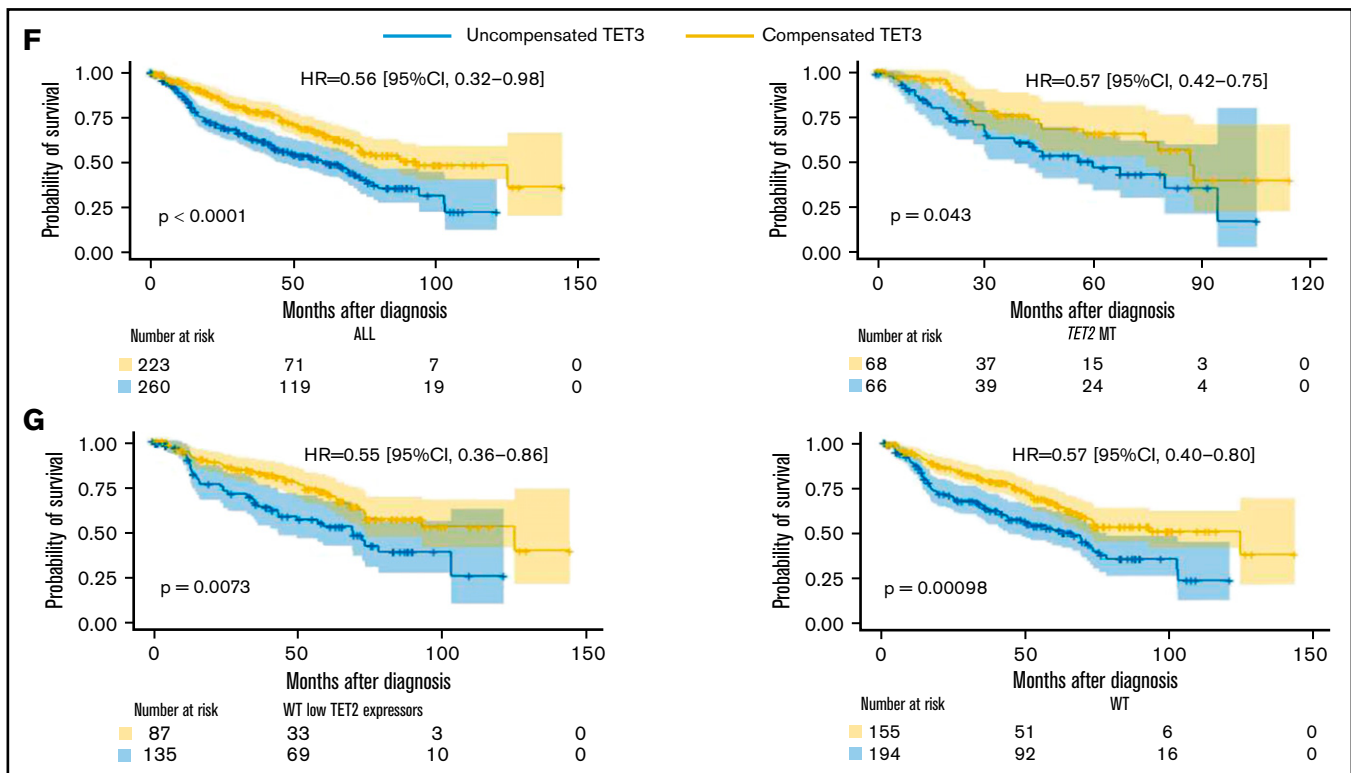 F
Uncompensated TET3 Compensated TET3
HR=0.56 [95%CI, 0.32–0.98]
Probability of survival
1.00
0.75
0.50
0.25
0.00
p < 0.0001
0 50 100 150
Months after diagnosis
Number at risk ALL
223 71 7 0
260 119 19 0
HR=0.57 [95%CI, 0.42–0.75]
Probability of survival
1.00
0.75
0.50
0.25
0.00
p = 0.043
0 30 60 90 120
Months after diagnosis
Number at risk TET2 MT
68 37 15 3 0
66 39 24 4 0
G
HR=0.55 [95%CI, 0.36–0.86]
Probability of survival
1.00
0.75
0.50
0.25
0.00
p = 0.0073
0 50 100 150
Months after diagnosis
Number at risk WT low TET2 expressors
87 33 3 0
135 69 10 0
HR=0.57 [95%CI, 0.40–0.80]
Probability of survival
1.00
0.75
0.50
0.25
0.00
p = 0.00098
0 50 100 150
Months after diagnosis
Number at risk WT
155 51 6 0
194 92 16 0